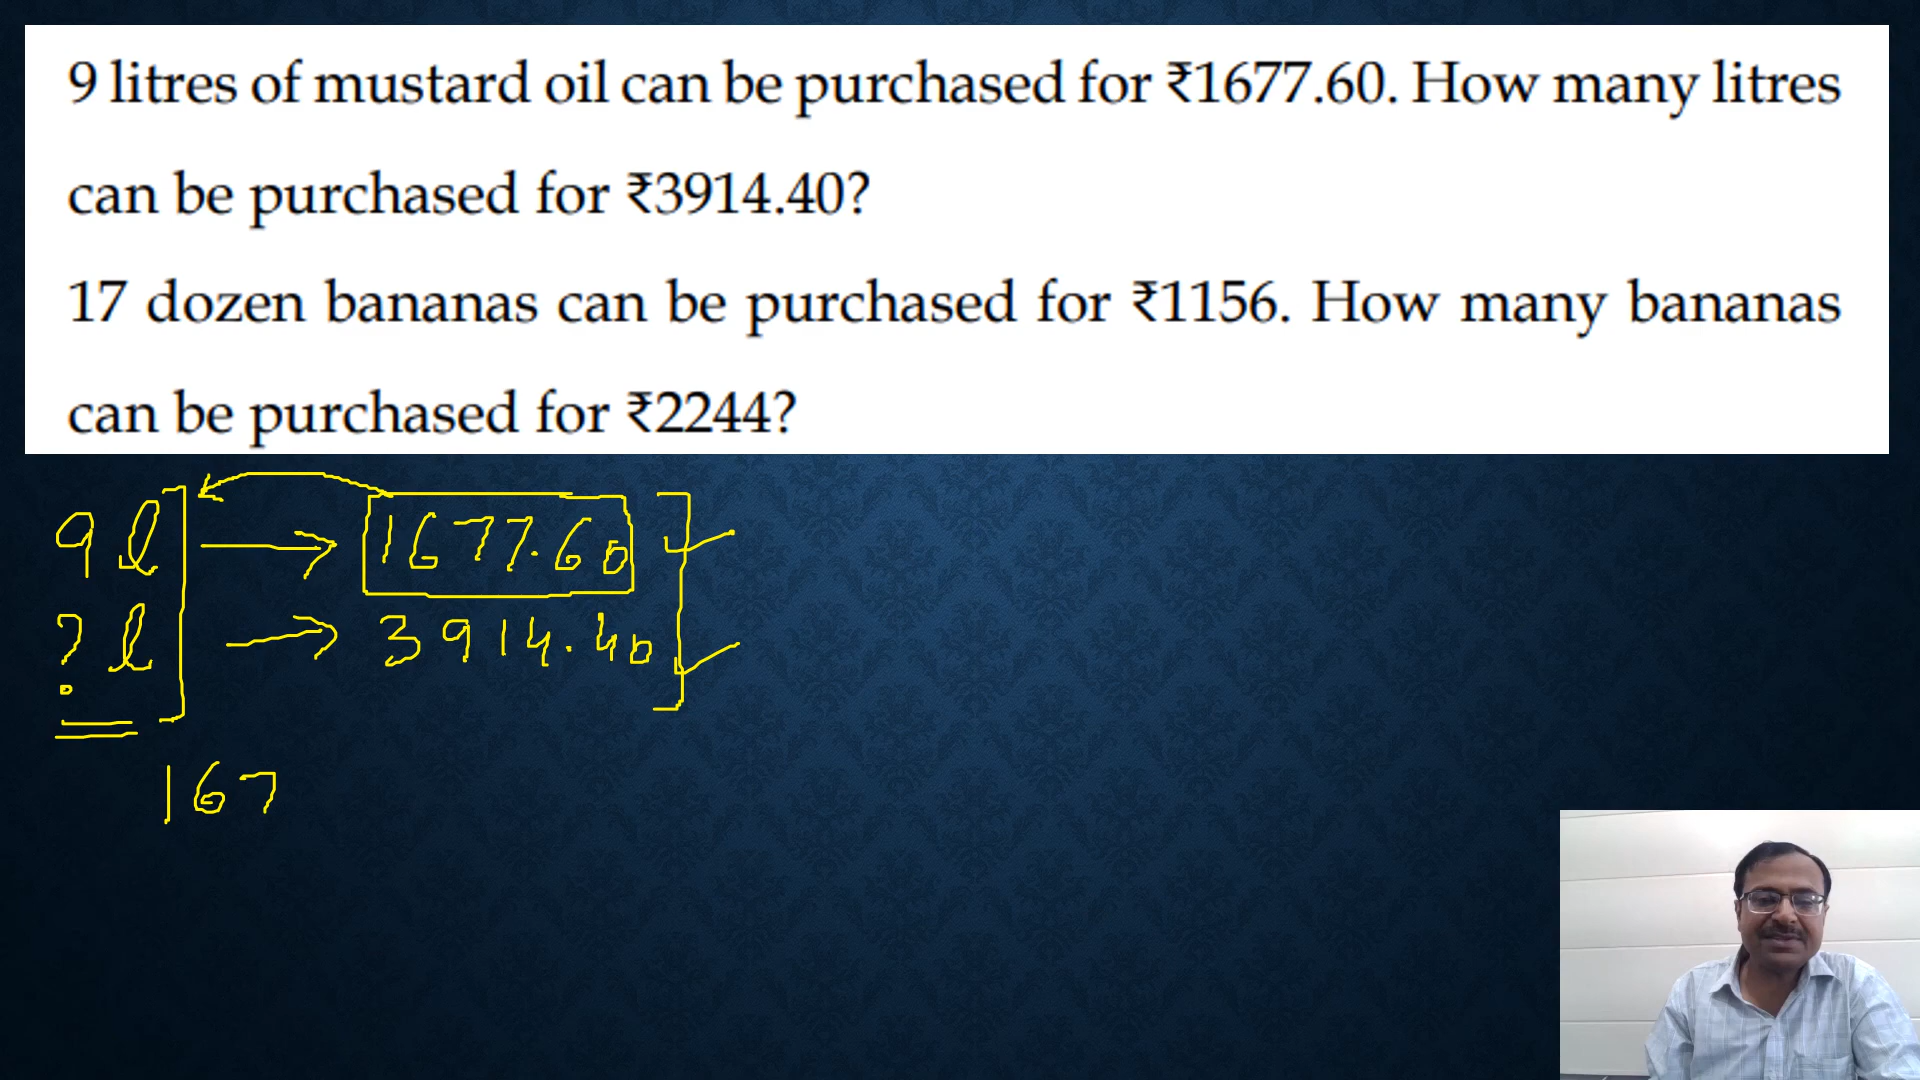 9 litres of mustard oil can be purchased for ₹1677.60. How many litres
can be purchased for ₹3914.40?
17 dozen bananas can be purchased for ₹1156. How many bananas
can be purchased for ₹2244?
9 l → 1677.60
? l → 3914.40
167